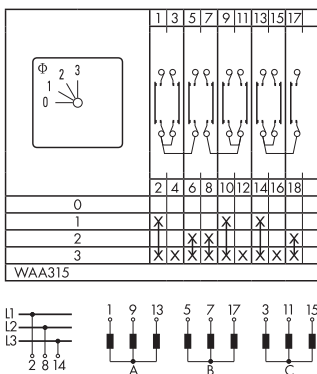 1 3 5 7 9 11 13 15 17
Φ
1 2 3
0
2 4 6 8 10 12 14 16 18
0
1 X X X
2 X X X
3 X X X X X X X X X
WAA315
L1
L2
L3
2 8 14
1 9 13 5 7 17 3 11 15
A B C